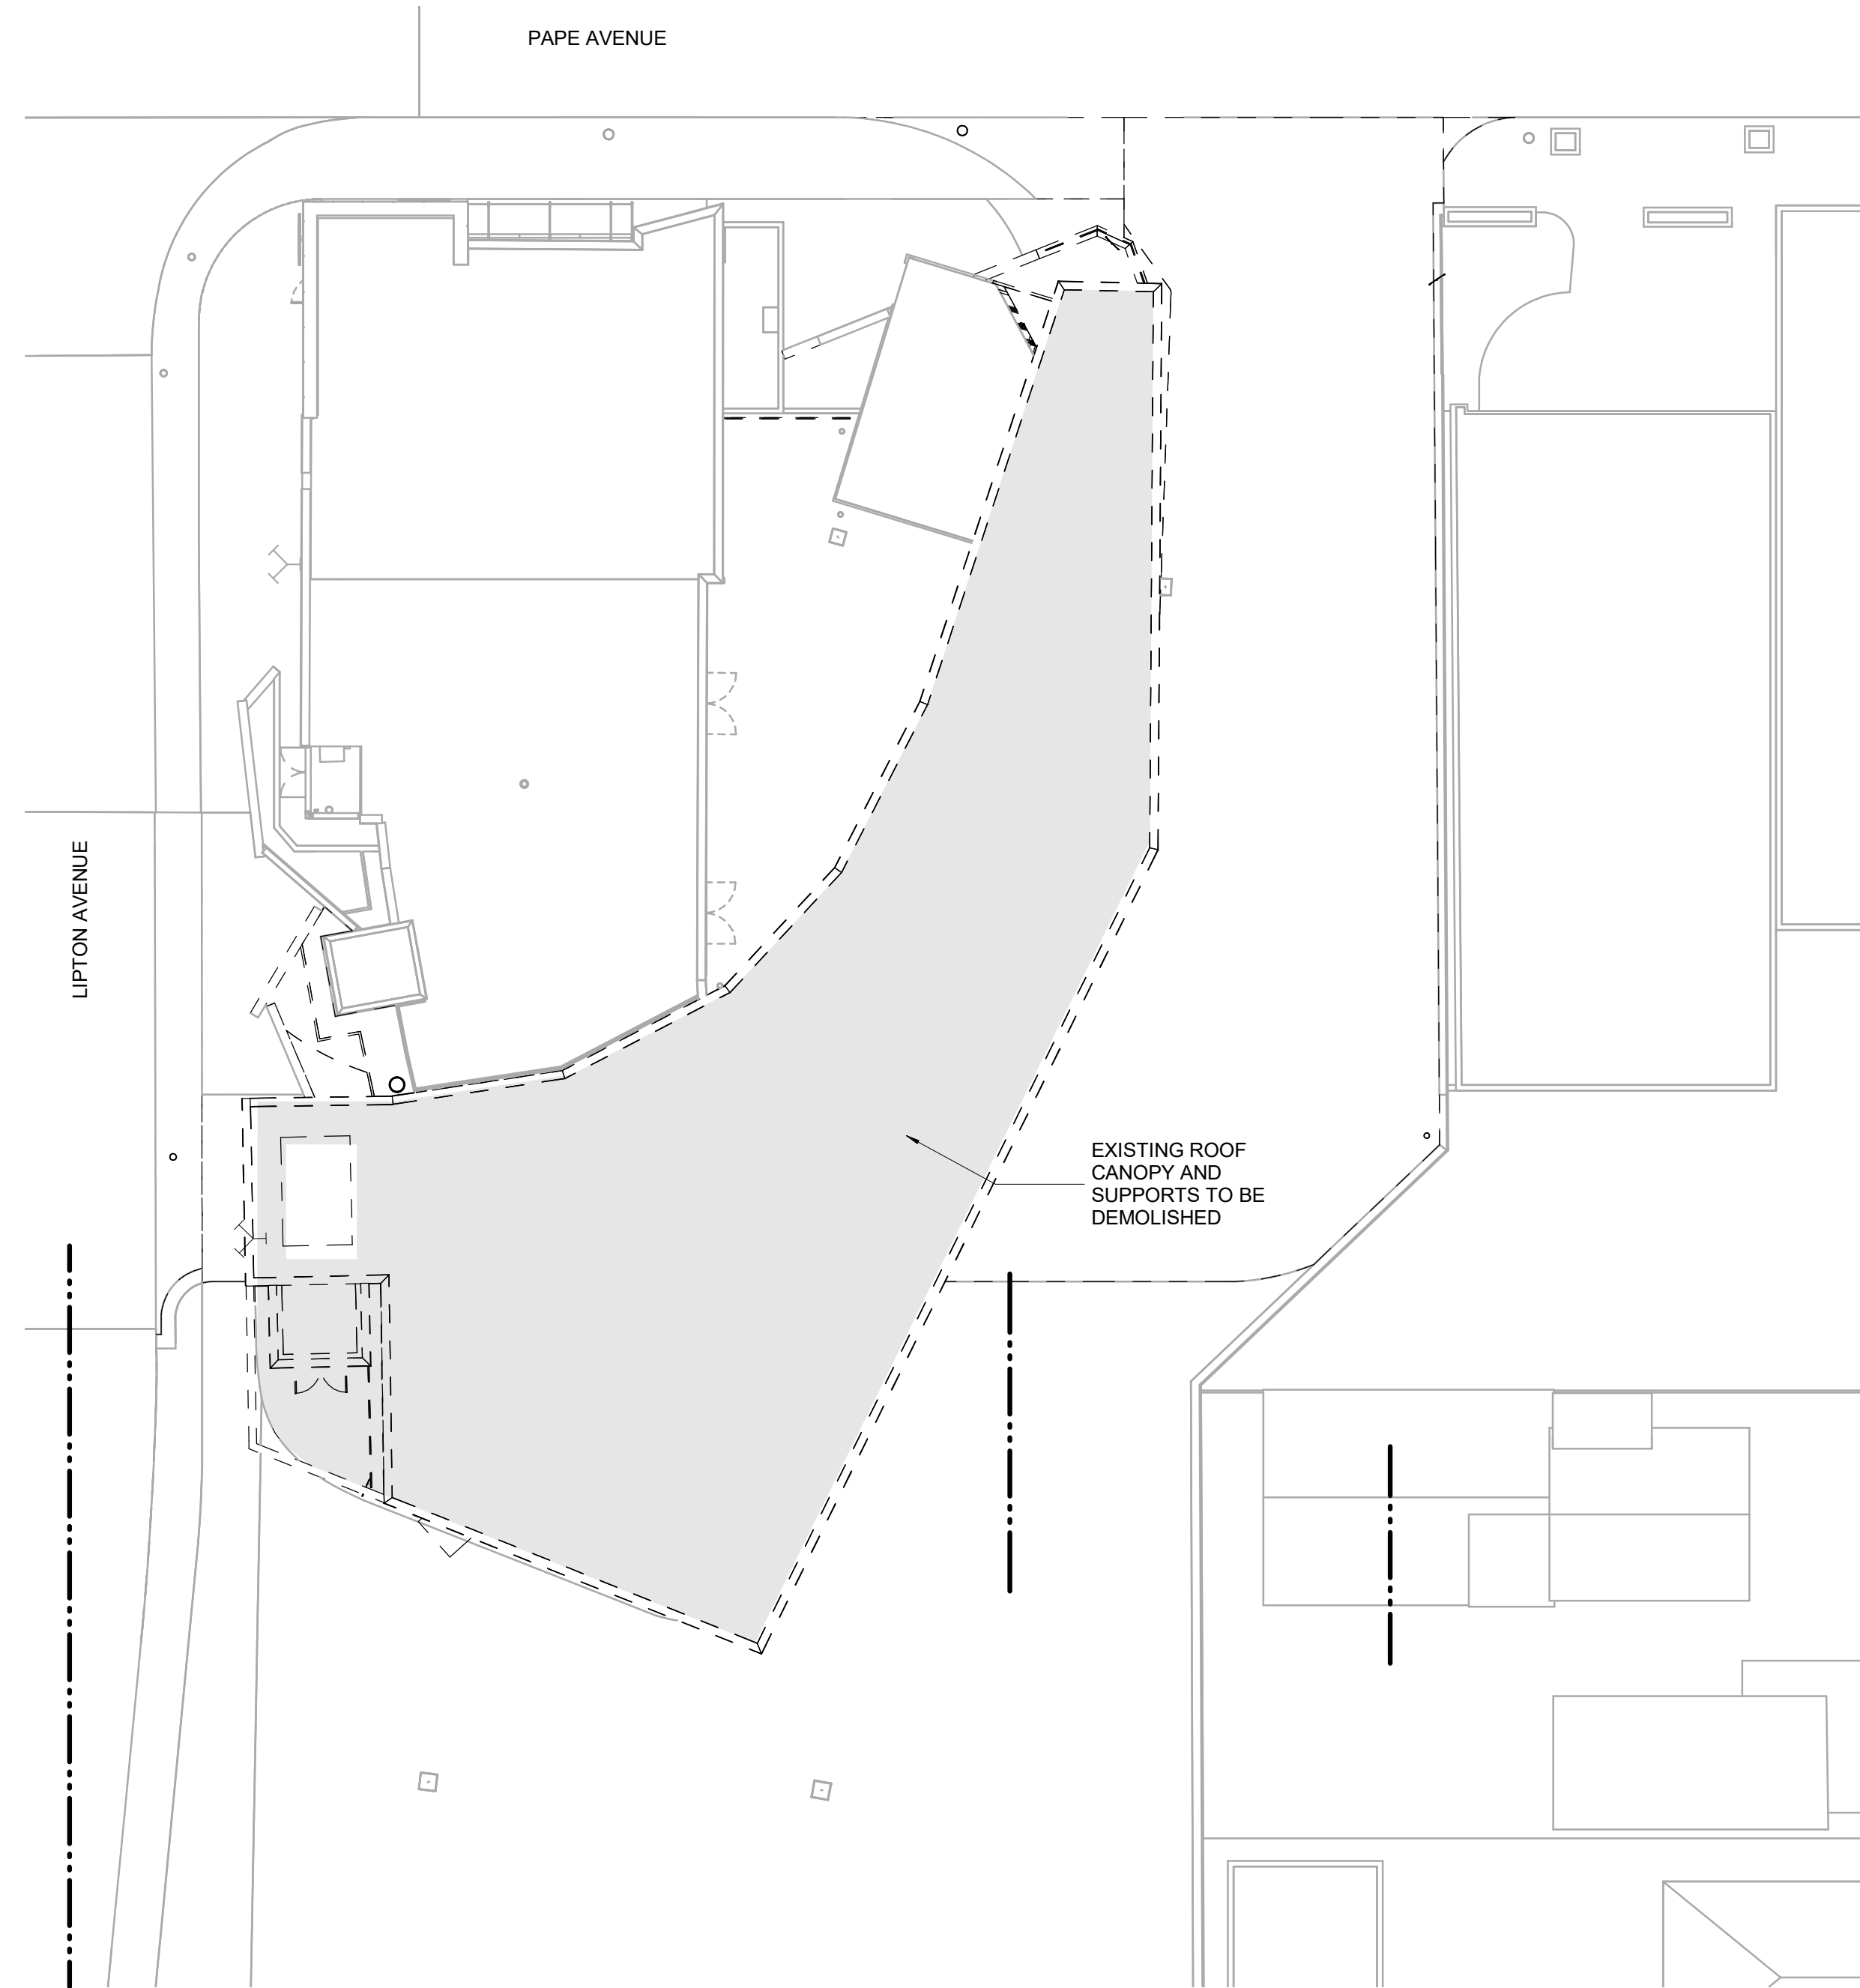 PAPE AVENUE
LIPTON AVENUE
EXISTING ROOF
CANOPY AND
SUPPORTS TO BE
DEMOLISHED